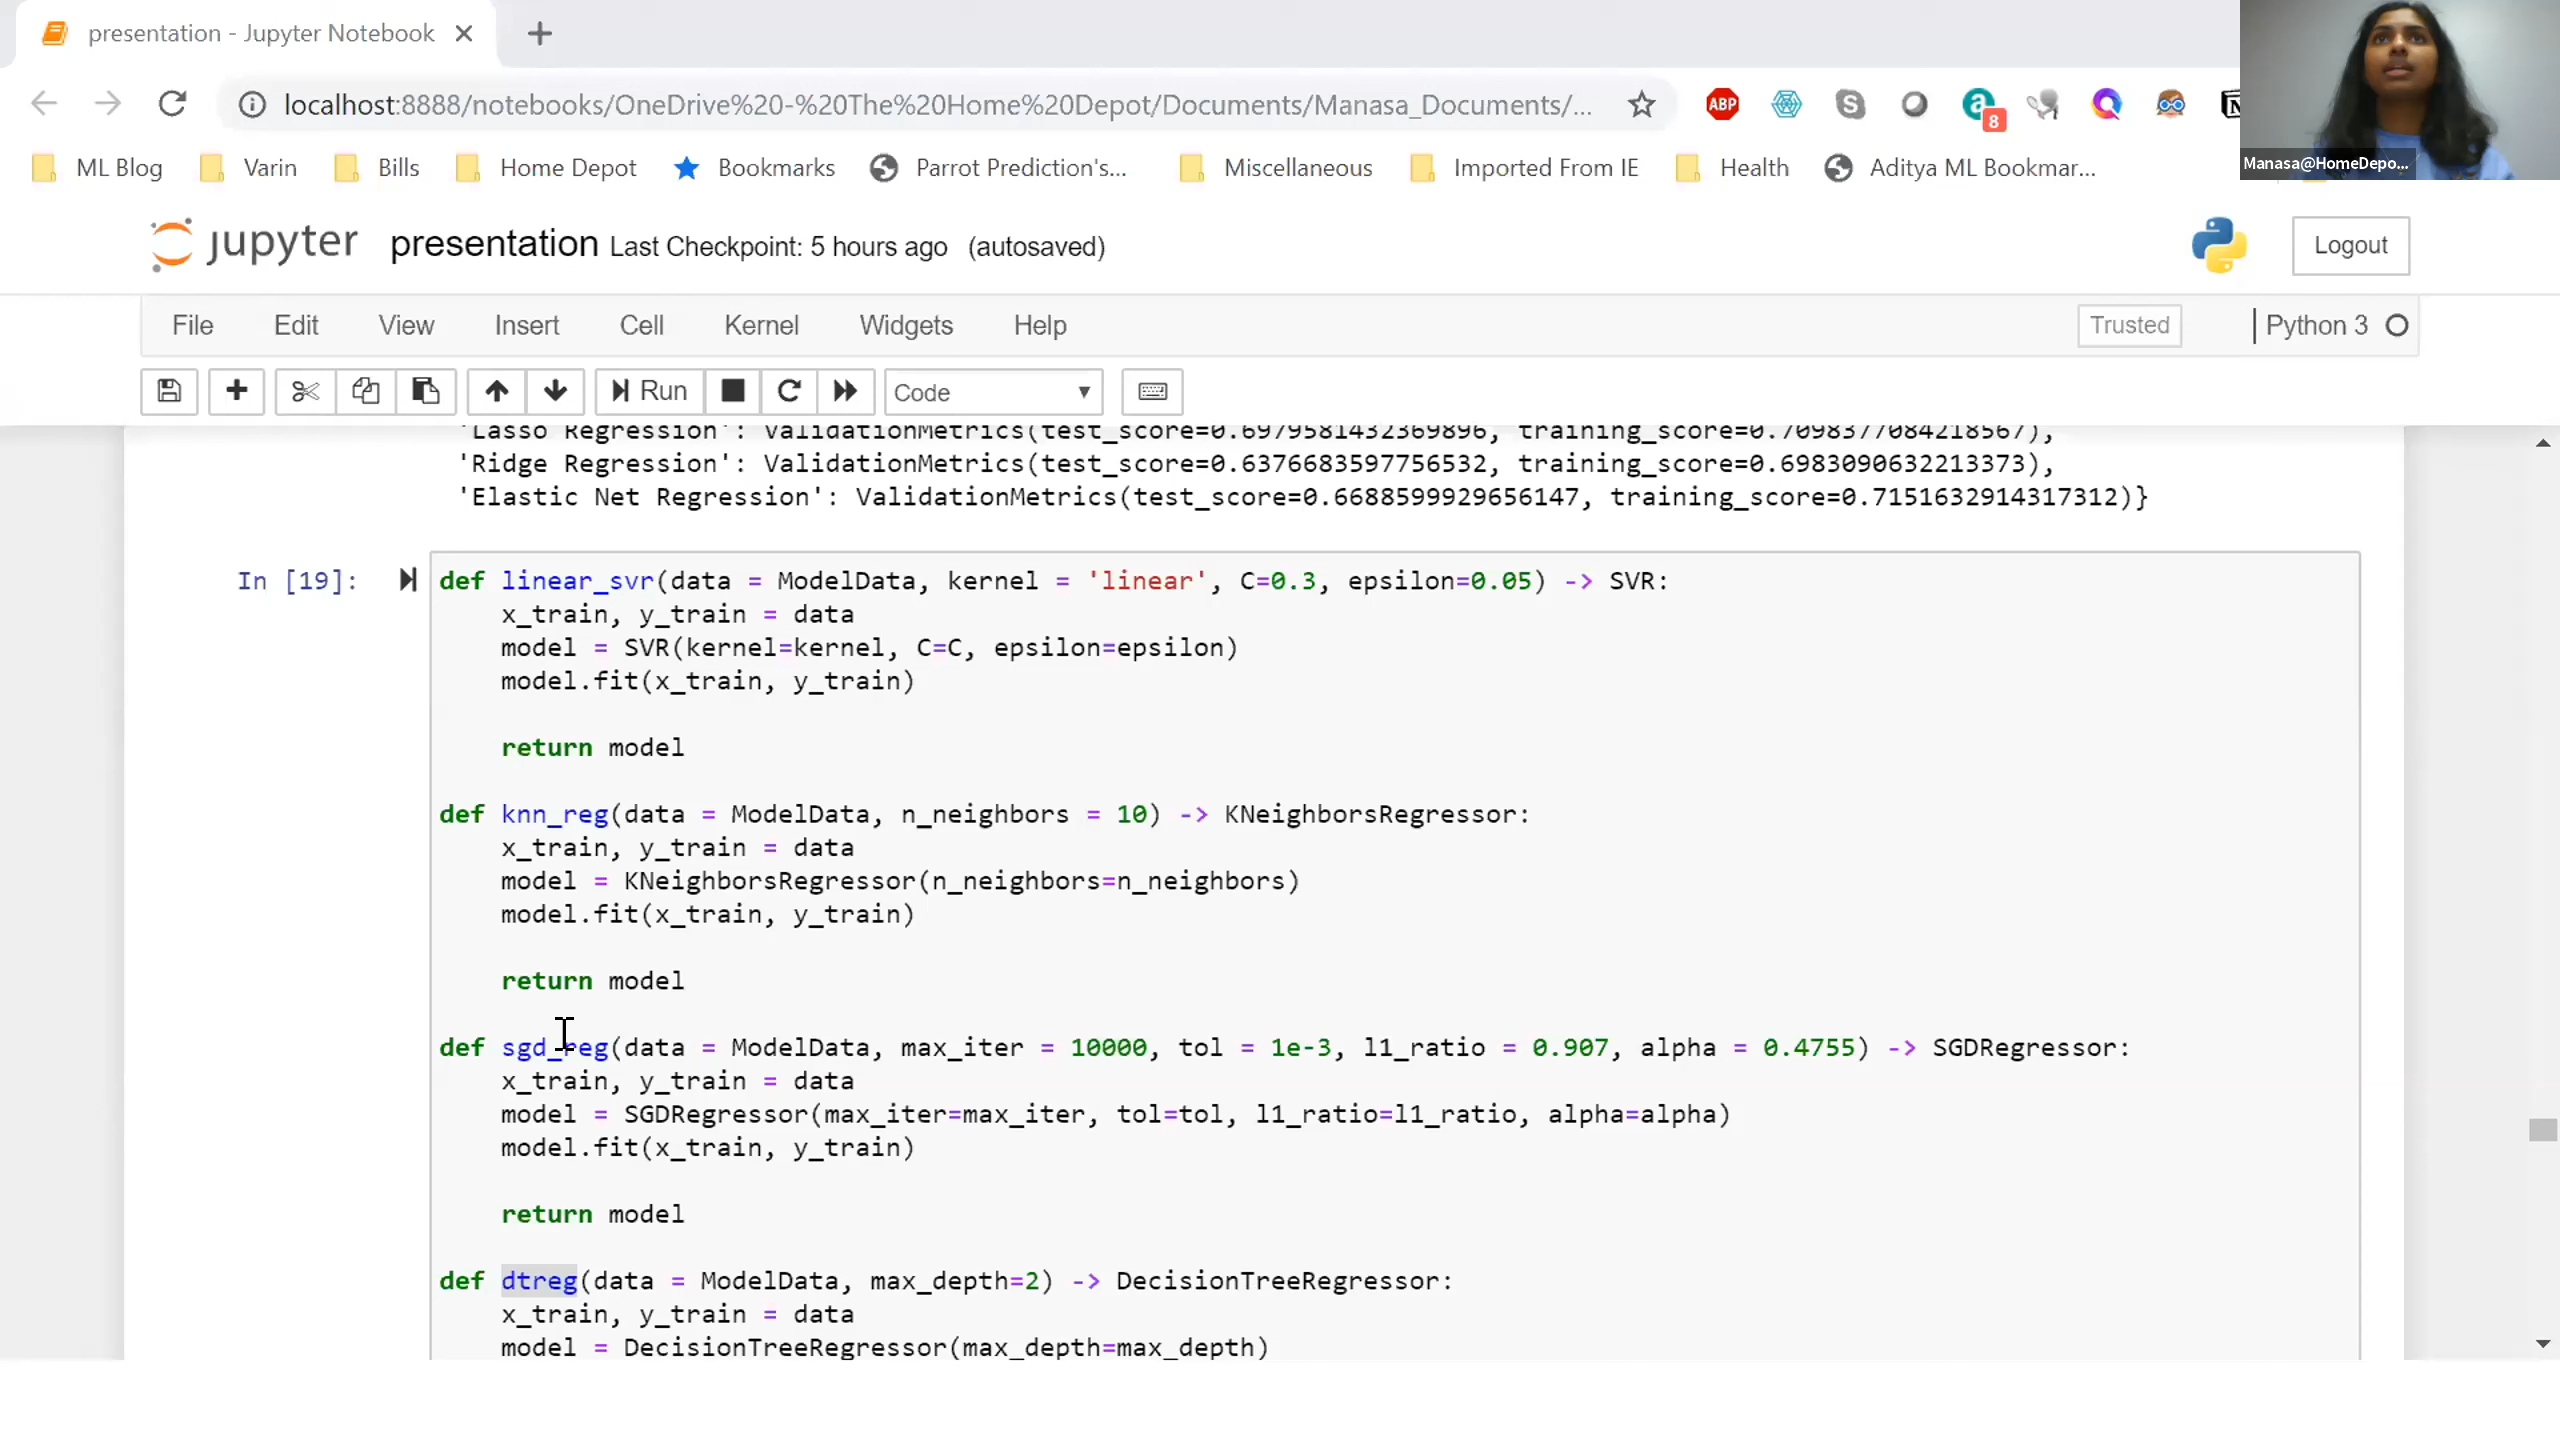 presentation - Jupyter Notebook
localhost:8888/notebooks/OneDrive%20-%20The%20Home%20Depot/Documents/Manasa_Documents/...
ABP
8
Manasa@HomeDepo...
ML Blog Varin Bills Home Depot Bookmarks Parrot Prediction's... Miscellaneous Imported From IE Health Aditya ML Bookmar...
jupyter presentation Last Checkpoint: 5 hours ago (autosaved)
Logout
File Edit View Insert Cell Kernel Widgets Help
Trusted
Python 3
Run
Code
'Lasso Regression': ValidationMetrics(test_score=0.6979581432369896, training_score=0.7098377084218567),
'Ridge Regression': ValidationMetrics(test_score=0.6376683597756532, training_score=0.6983090632213373),
'Elastic Net Regression': ValidationMetrics(test_score=0.6688599929656147, training_score=0.7151632914317312)}
In [19]:
def linear_svr(data = ModelData, kernel = 'linear', C=0.3, epsilon=0.05) -> SVR:
x_train, y_train = data
model = SVR(kernel=kernel, C=C, epsilon=epsilon)
model.fit(x_train, y_train)
return model
def knn_reg(data = ModelData, n_neighbors = 10) -> KNeighborsRegressor:
x_train, y_train = data
model = KNeighborsRegressor(n_neighbors=n_neighbors)
model.fit(x_train, y_train)
return model
def sgd_reg(data = ModelData, max_iter = 10000, tol = 1e-3, l1_ratio = 0.907, alpha = 0.4755) -> SGDRegressor:
x_train, y_train = data
model = SGDRegressor(max_iter=max_iter, tol=tol, l1_ratio=l1_ratio, alpha=alpha)
model.fit(x_train, y_train)
return model
def dtreg(data = ModelData, max_depth=2) -> DecisionTreeRegressor:
x_train, y_train = data
model = DecisionTreeRegressor(max_depth=max_depth)